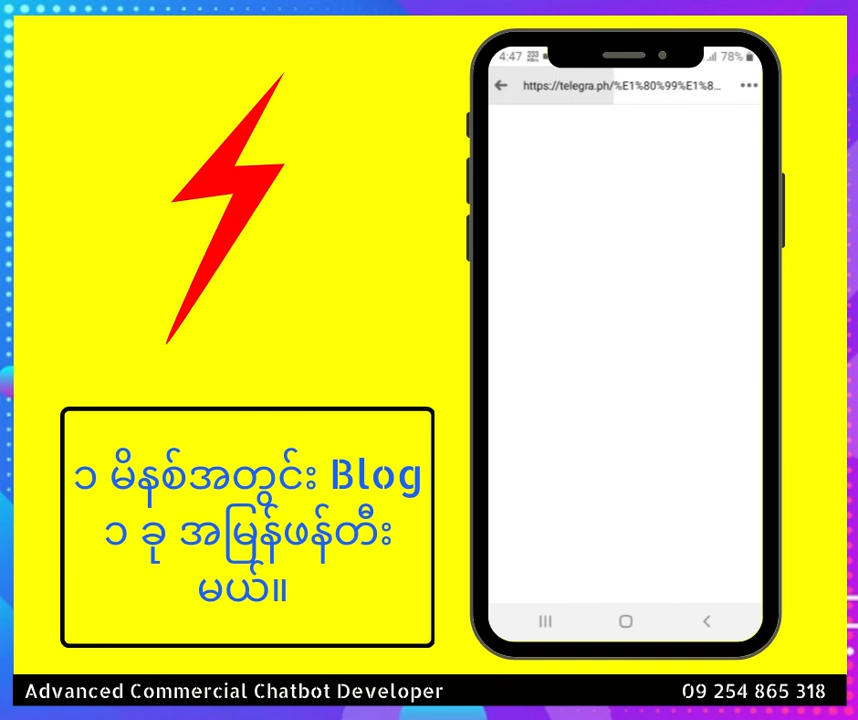 4:47
78%
https://telegra.ph/%E1%80%99%E1%8...
၁ မိနစ်အတွင်း Blog
၁ ခု အမြန်ဖန်တီး
မယ်။
Advanced Commercial Chatbot Developer
09 254 865 318